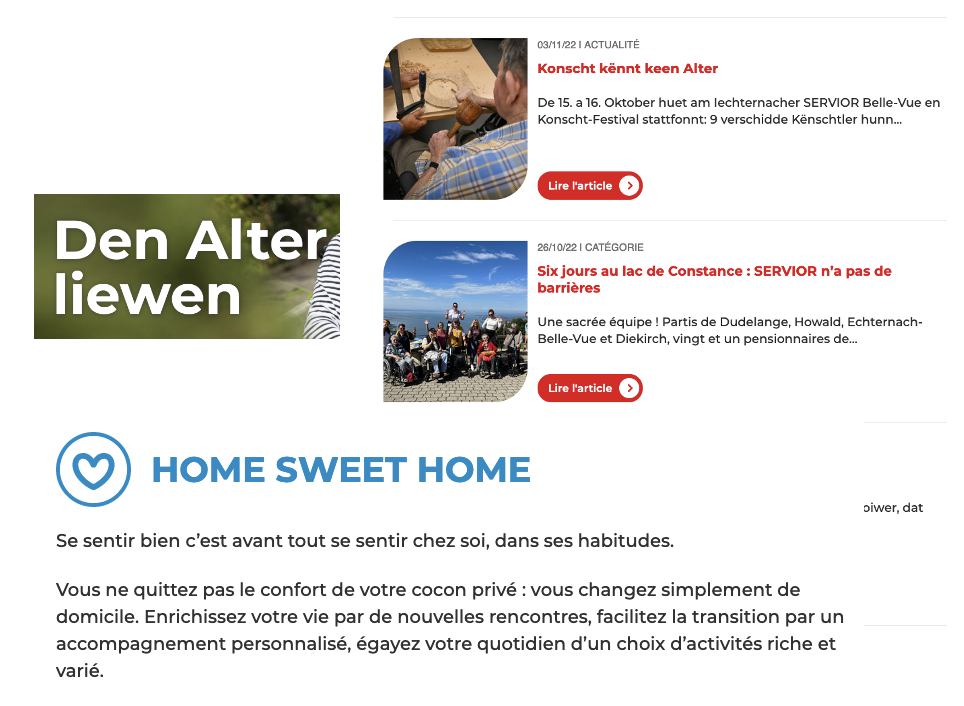 03/11/22 I ACTUALITÉ
Konscht kënnt keen Alter
De 15. a 16. Oktober huet am Iechternacher SERVIOR Belle-Vue en
Konscht-Festival stattfonnt: 9 verschidde Kënschtler hunn...
Lire l'article
Den Alter
liewen
26/10/22 I CATÉGORIE
Six jours au lac de Constance : SERVIOR n’a pas de
barrières
Une sacrée équipe ! Partis de Dudelange, Howald, Echternach-
Belle-Vue et Diekirch, vingt et un pensionnaires de...
Lire l'article
HOME SWEET HOME
dat
Se sentir bien c’est avant tout se sentir chez soi, dans ses habitudes.
Vous ne quittez pas le confort de votre cocon privé : vous changez simplement de
domicile. Enrichissez votre vie par de nouvelles rencontres, facilitez la transition par un
accompagnement personnalisé, égayez votre quotidien d’un choix d’activités riche et
varié.